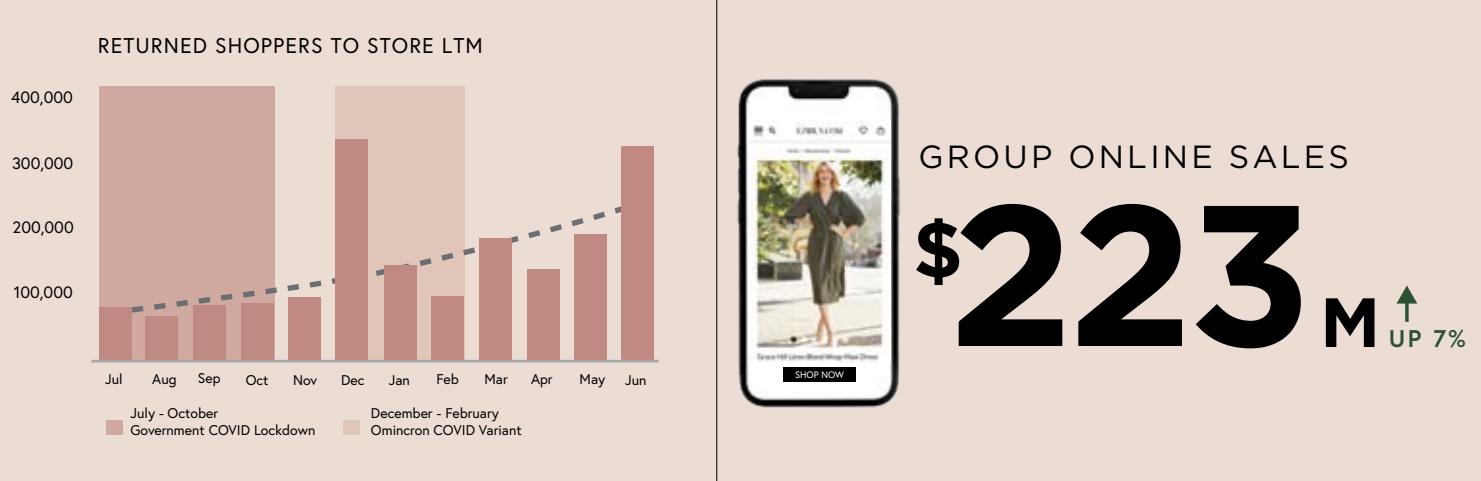 RETURNED SHOPPERS TO STORE LTM
400,000
300,000
200,000
100,000
Jul Aug Sep Oct Nov Dec Jan Feb Mar Apr May Jun
July - October
Government COVID Lockdown
December - February
Omincron COVID Variant
SHOP NOW
GROUP ONLINE SALES
$223 M
UP 7%